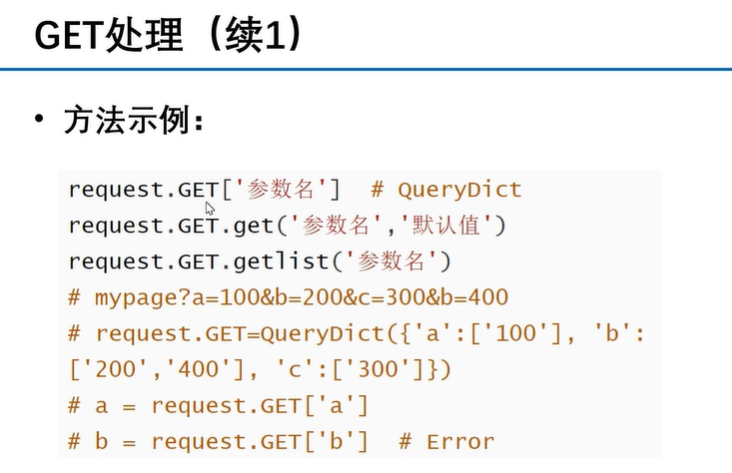 GET处理（续1）
• 方法示例：
request.GET['参数名']  # QueryDict
request.GET.get('参数名','默认值')
request.GET.getlist('参数名')
# mypage?a=100&b=200&c=300&b=400
# request.GET=QueryDict({'a':['100'], 'b':
['200','400'], 'c':['300']})
# a = request.GET['a']
# b = request.GET['b']  # Error